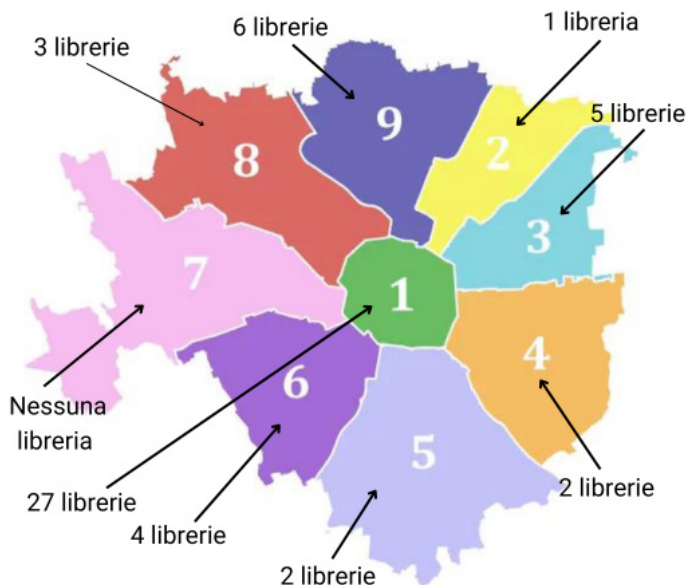 6 librerie
1 libreria
3 librerie
5 librerie
9
2
8
3
7
1
4
6
5
Nessuna
libreria
27 librerie
4 librerie
2 librerie
2 librerie